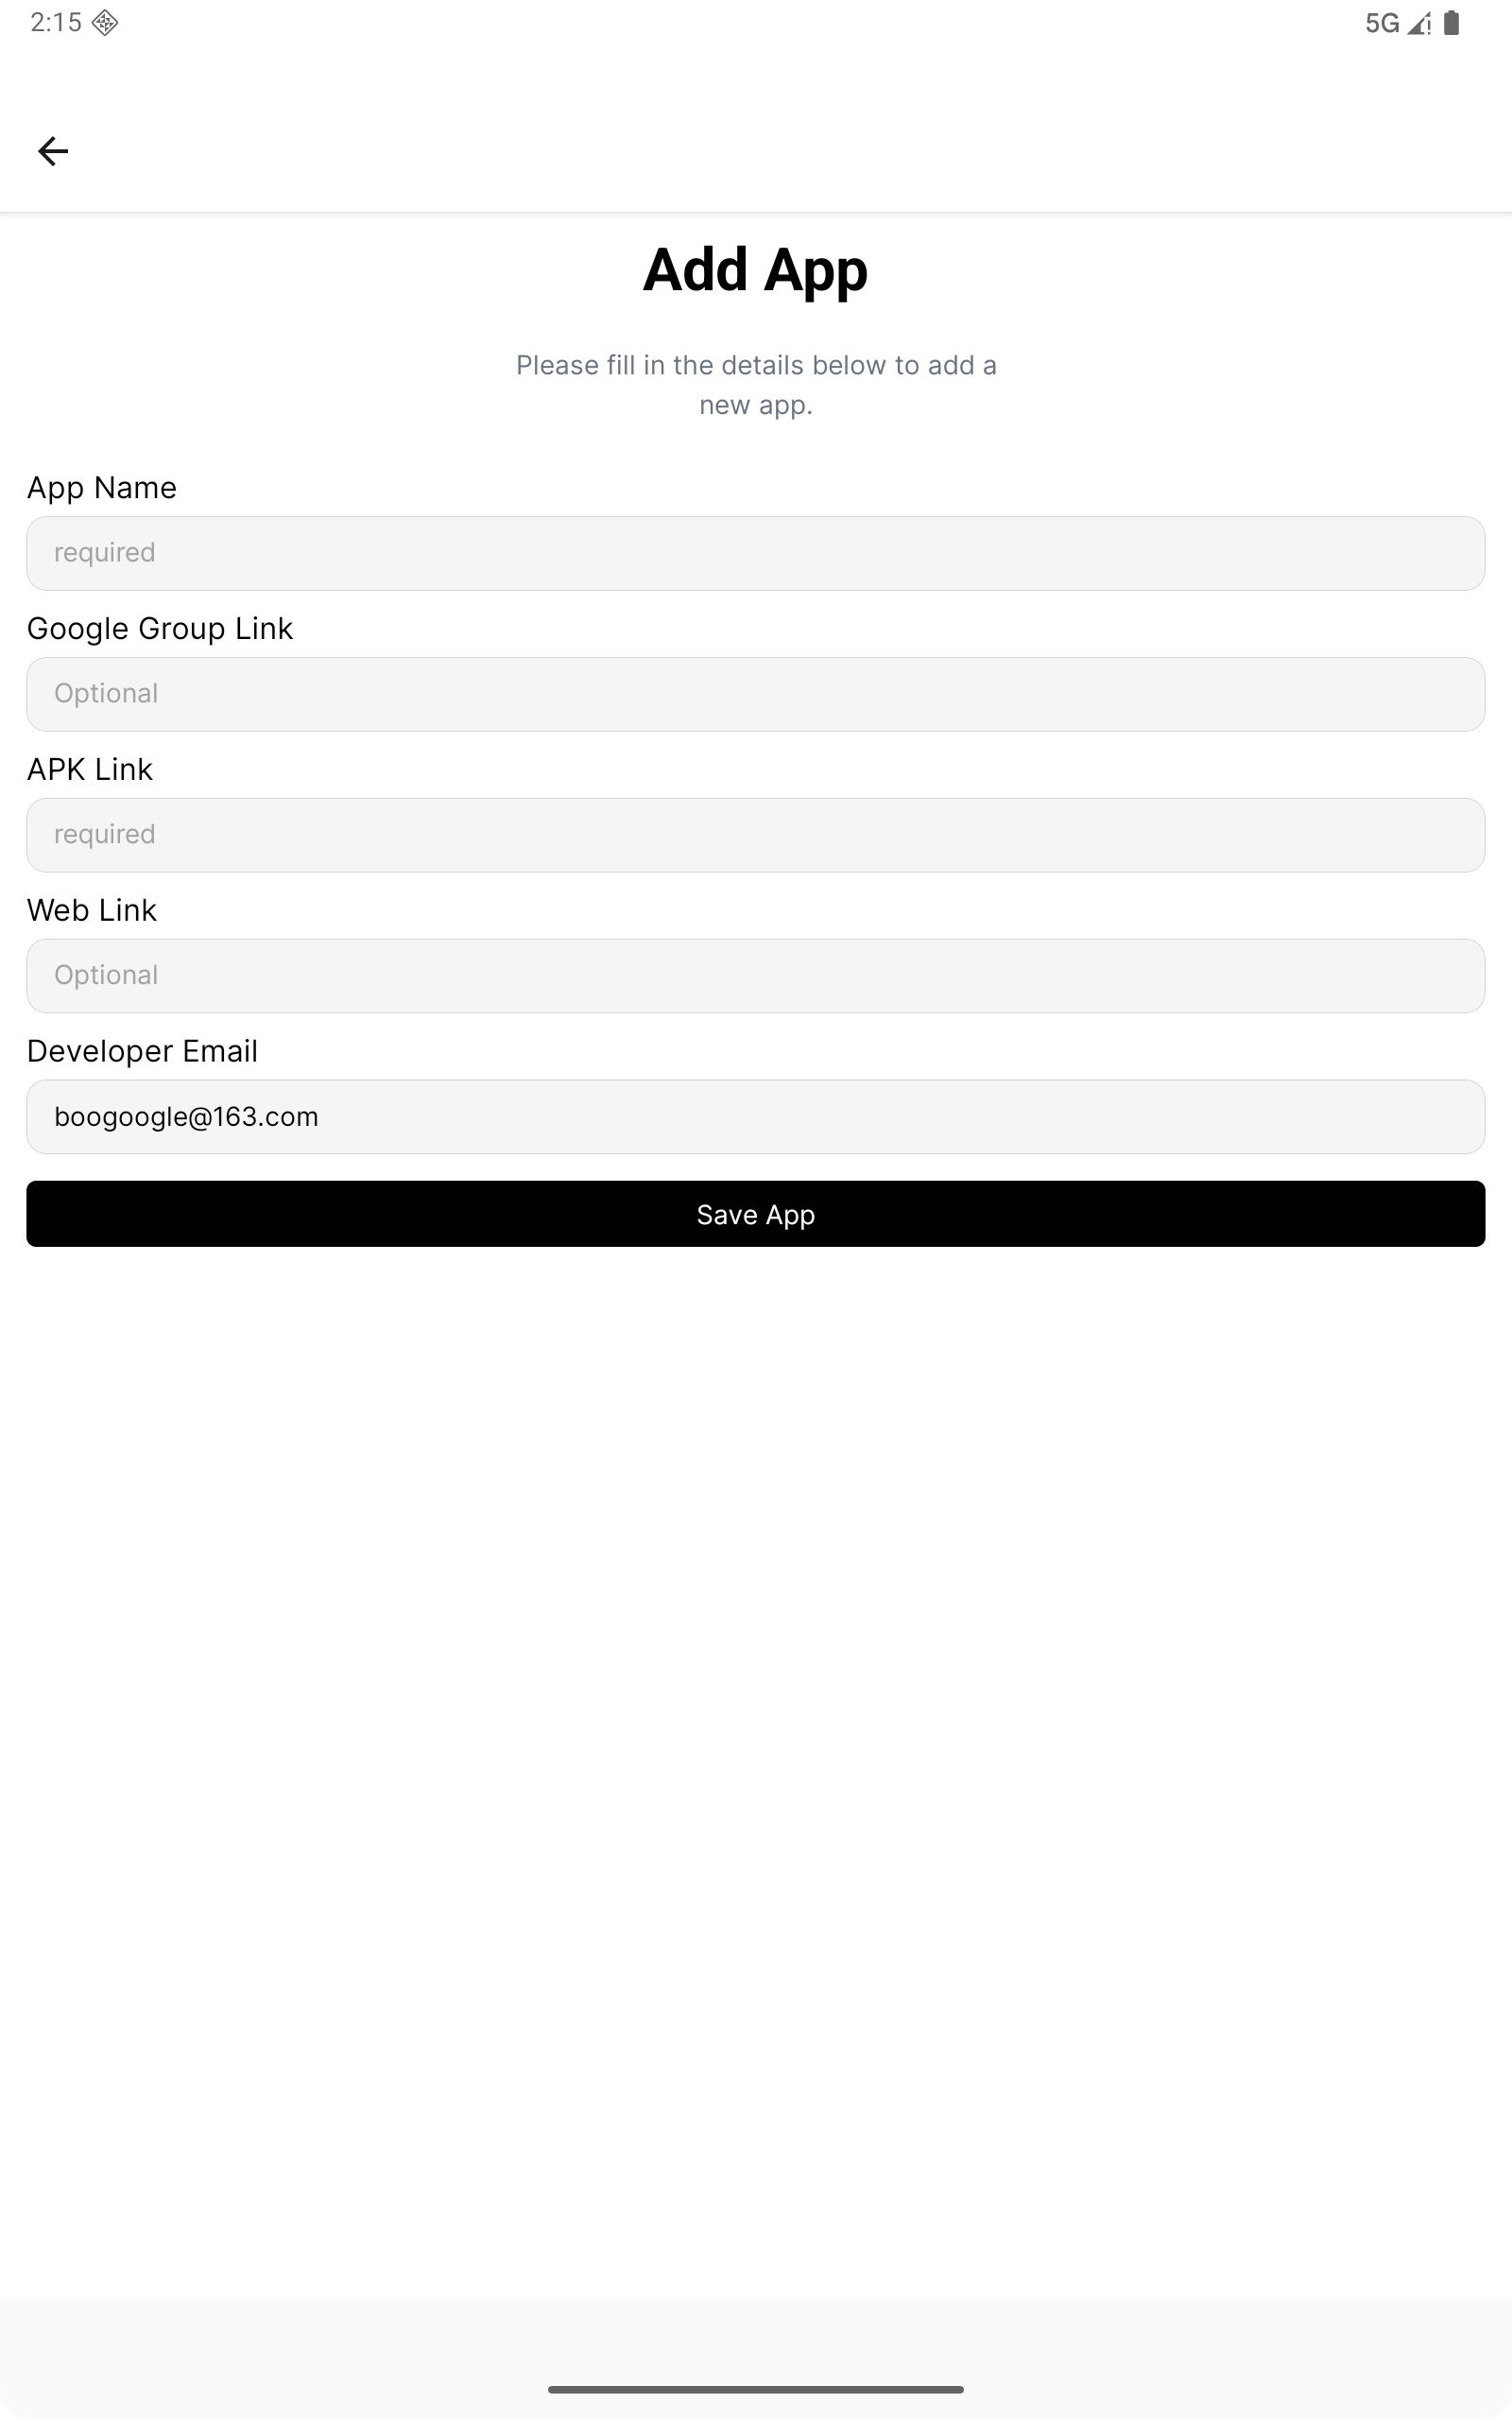 2:15
5G
Add App
Please fill in the details below to add a
new app.
App Name
required
Google Group Link
Optional
APK Link
required
Web Link
Optional
Developer Email
boogoogle@163.com
Save App